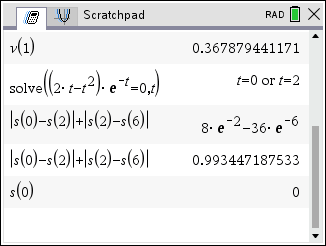 Scratchpad RAD
v(1) 0.367879441171
solve((2·t−t²)·e⁻ᵗ=0,t) t=0 or t=2
|s(0)−s(2)|+|s(2)−s(6)| 8·e⁻²−36·e⁻⁶
|s(0)−s(2)|+|s(2)−s(6)| 0.993447187533
s(0) 0